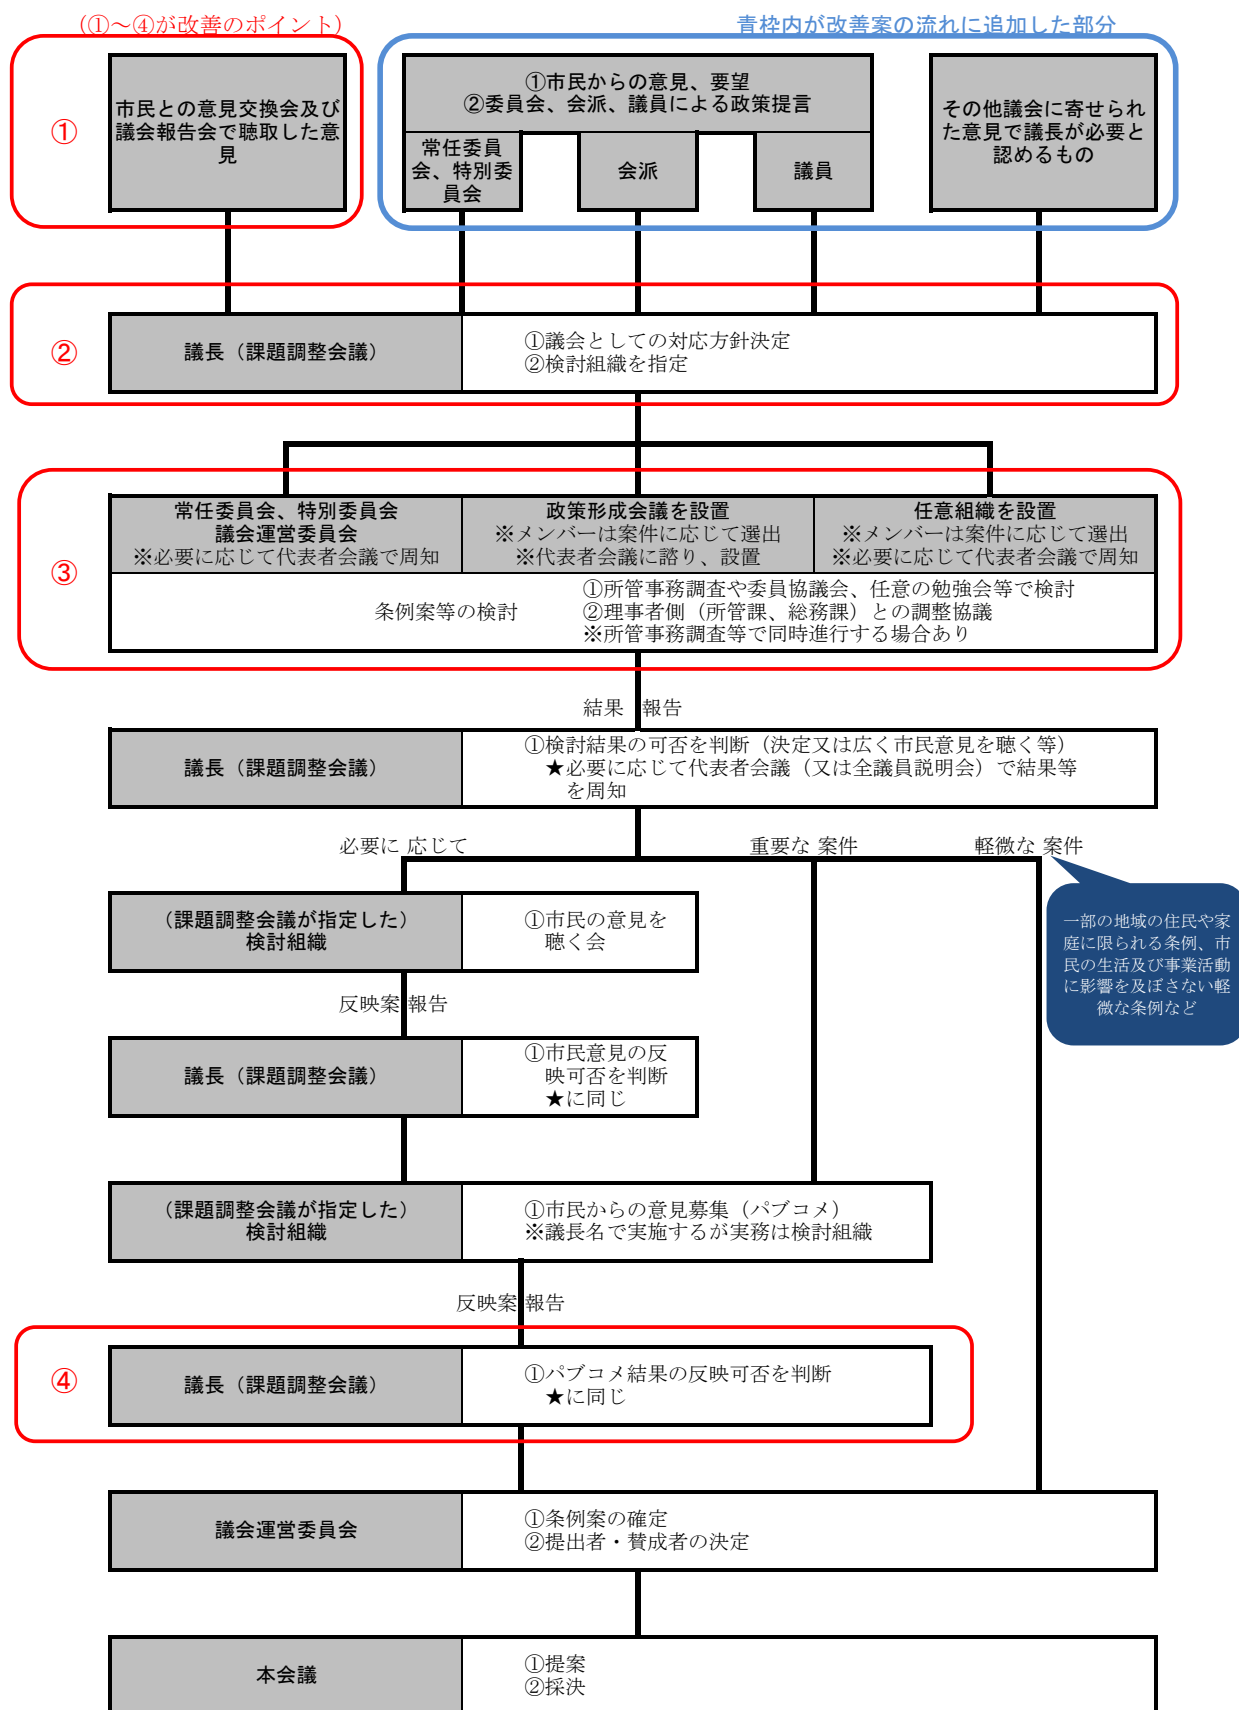 （①～④が改善のポイント）
青枠内が改善案の流れに追加した部分
①
市民との意見交換会及び
議会報告会で聴取した意
見
①市民からの意見、要望
②委員会、会派、議員による政策提言
常任委員
会、特別委
員会
会派
議員
その他議会に寄せられ
た意見で議長が必要と
認めるもの
②
議長（課題調整会議）
①議会としての対応方針決定
②検討組織を指定
③
常任委員会、特別委員会
議会運営委員会
※必要に応じて代表者会議で周知
政策形成会議を設置
※メンバーは案件に応じて選出
※代表者会議に諮り、設置
任意組織を設置
※メンバーは案件に応じて選出
※必要に応じて代表者会議で周知
条例案等の検討
①所管事務調査や委員協議会、任意の勉強会等で検討
②理事者側（所管課、総務課）との調整協議
※所管事務調査等で同時進行する場合あり
結果 報告
議長（課題調整会議）
①検討結果の可否を判断（決定又は広く市民意見を聴く等）
★必要に応じて代表者会議（又は全議員説明会）で結果等
を周知
必要に 応じて
重要な 案件
軽微な 案件
一部の地域の住民や家
庭に限られる条例、市
民の生活及び事業活動
に影響を及ぼさない軽
微な条例など
（課題調整会議が指定した）
検討組織
①市民の意見を
聴く会
反映案 報告
議長（課題調整会議）
①市民意見の反
映可否を判断
★に同じ
（課題調整会議が指定した）
検討組織
①市民からの意見募集（パブコメ）
※議長名で実施するが実務は検討組織
反映案 報告
④
議長（課題調整会議）
①パブコメ結果の反映可否を判断
★に同じ
議会運営委員会
①条例案の確定
②提出者・賛成者の決定
本会議
①提案
②採決